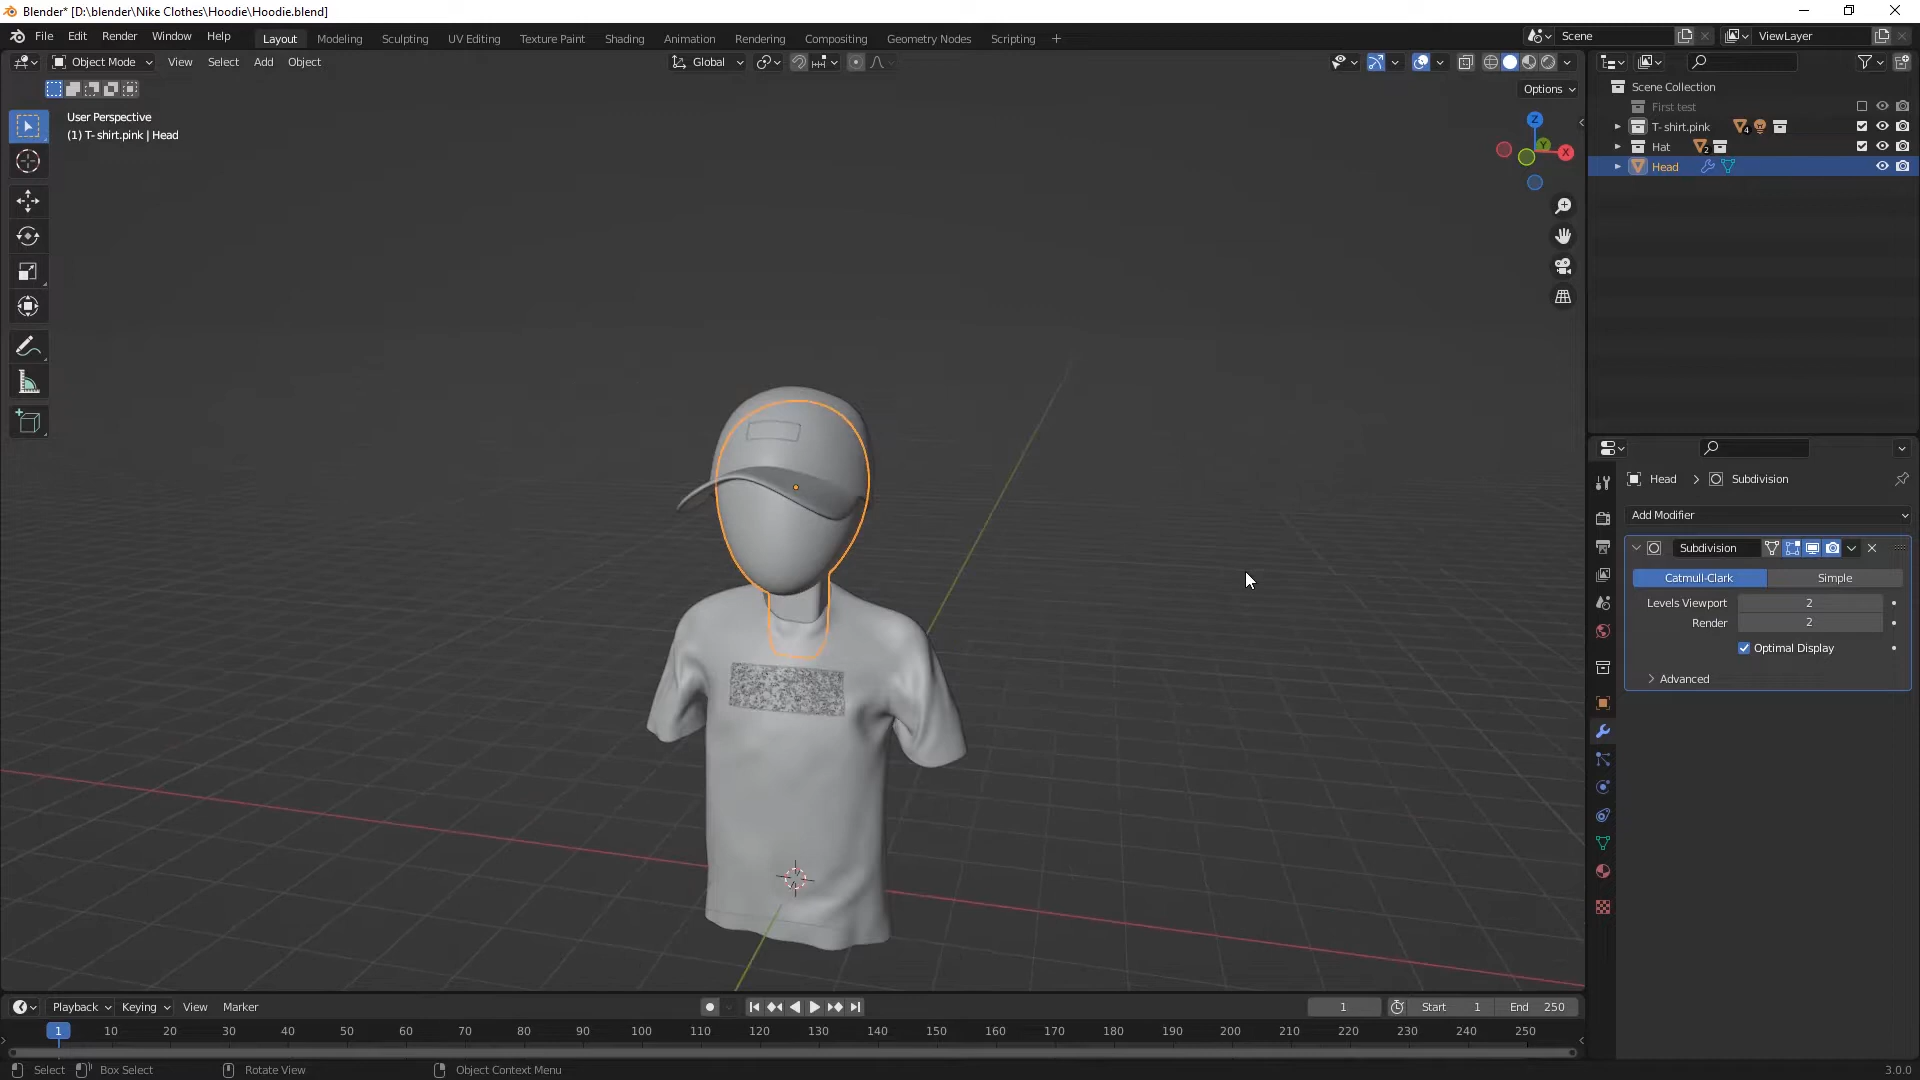 Blender* [D:\blender\Nike Clothes\Hoodie\Hoodie.blend]
File Edit Render Window Help Layout Modeling Sculpting UV Editing Texture Paint Shading Animation Rendering Compositing Geometry Nodes Scripting + Scene ViewLayer
Object Mode View Select Add Object Global
Options
User Perspective
(1) T- shirt.pink | Head
Z
Y
X
Scene Collection
First test
T- shirt.pink 4
Hat 2
Head
Head > Subdivision
Add Modifier
Subdivision
Catmull-Clark Simple
Levels Viewport 2
Render 2
Optimal Display
Advanced
Playback Keying View Marker 1 Start 1 End 250
1 10 20 30 40 50 60 70 80 90 100 110 120 130 140 150 160 170 180 190 200 210 220 230 240 250
Select Box Select Rotate View Object Context Menu 3.0.0